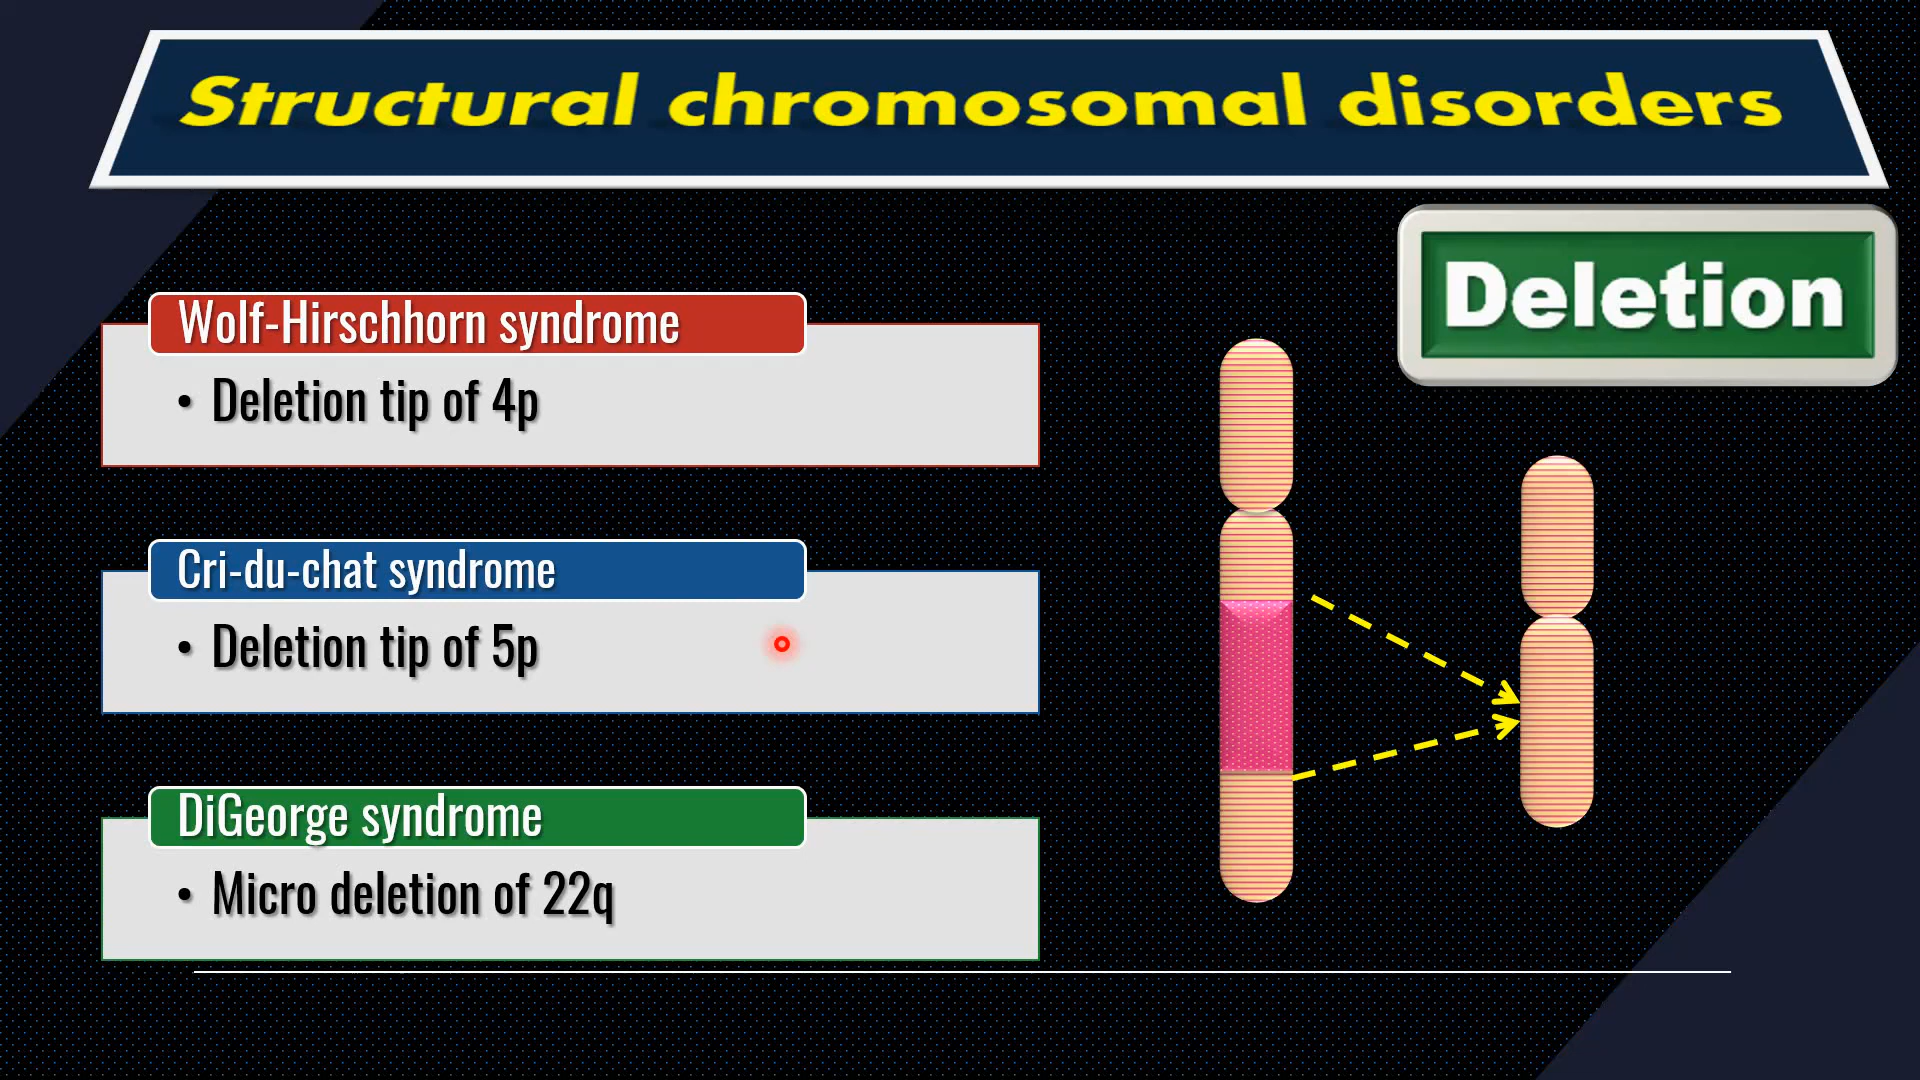 Structural chromosomal disorders
Deletion
Wolf-Hirschhorn syndrome
• Deletion tip of 4p
Cri-du-chat syndrome
• Deletion tip of 5p
DiGeorge syndrome
• Micro deletion of 22q